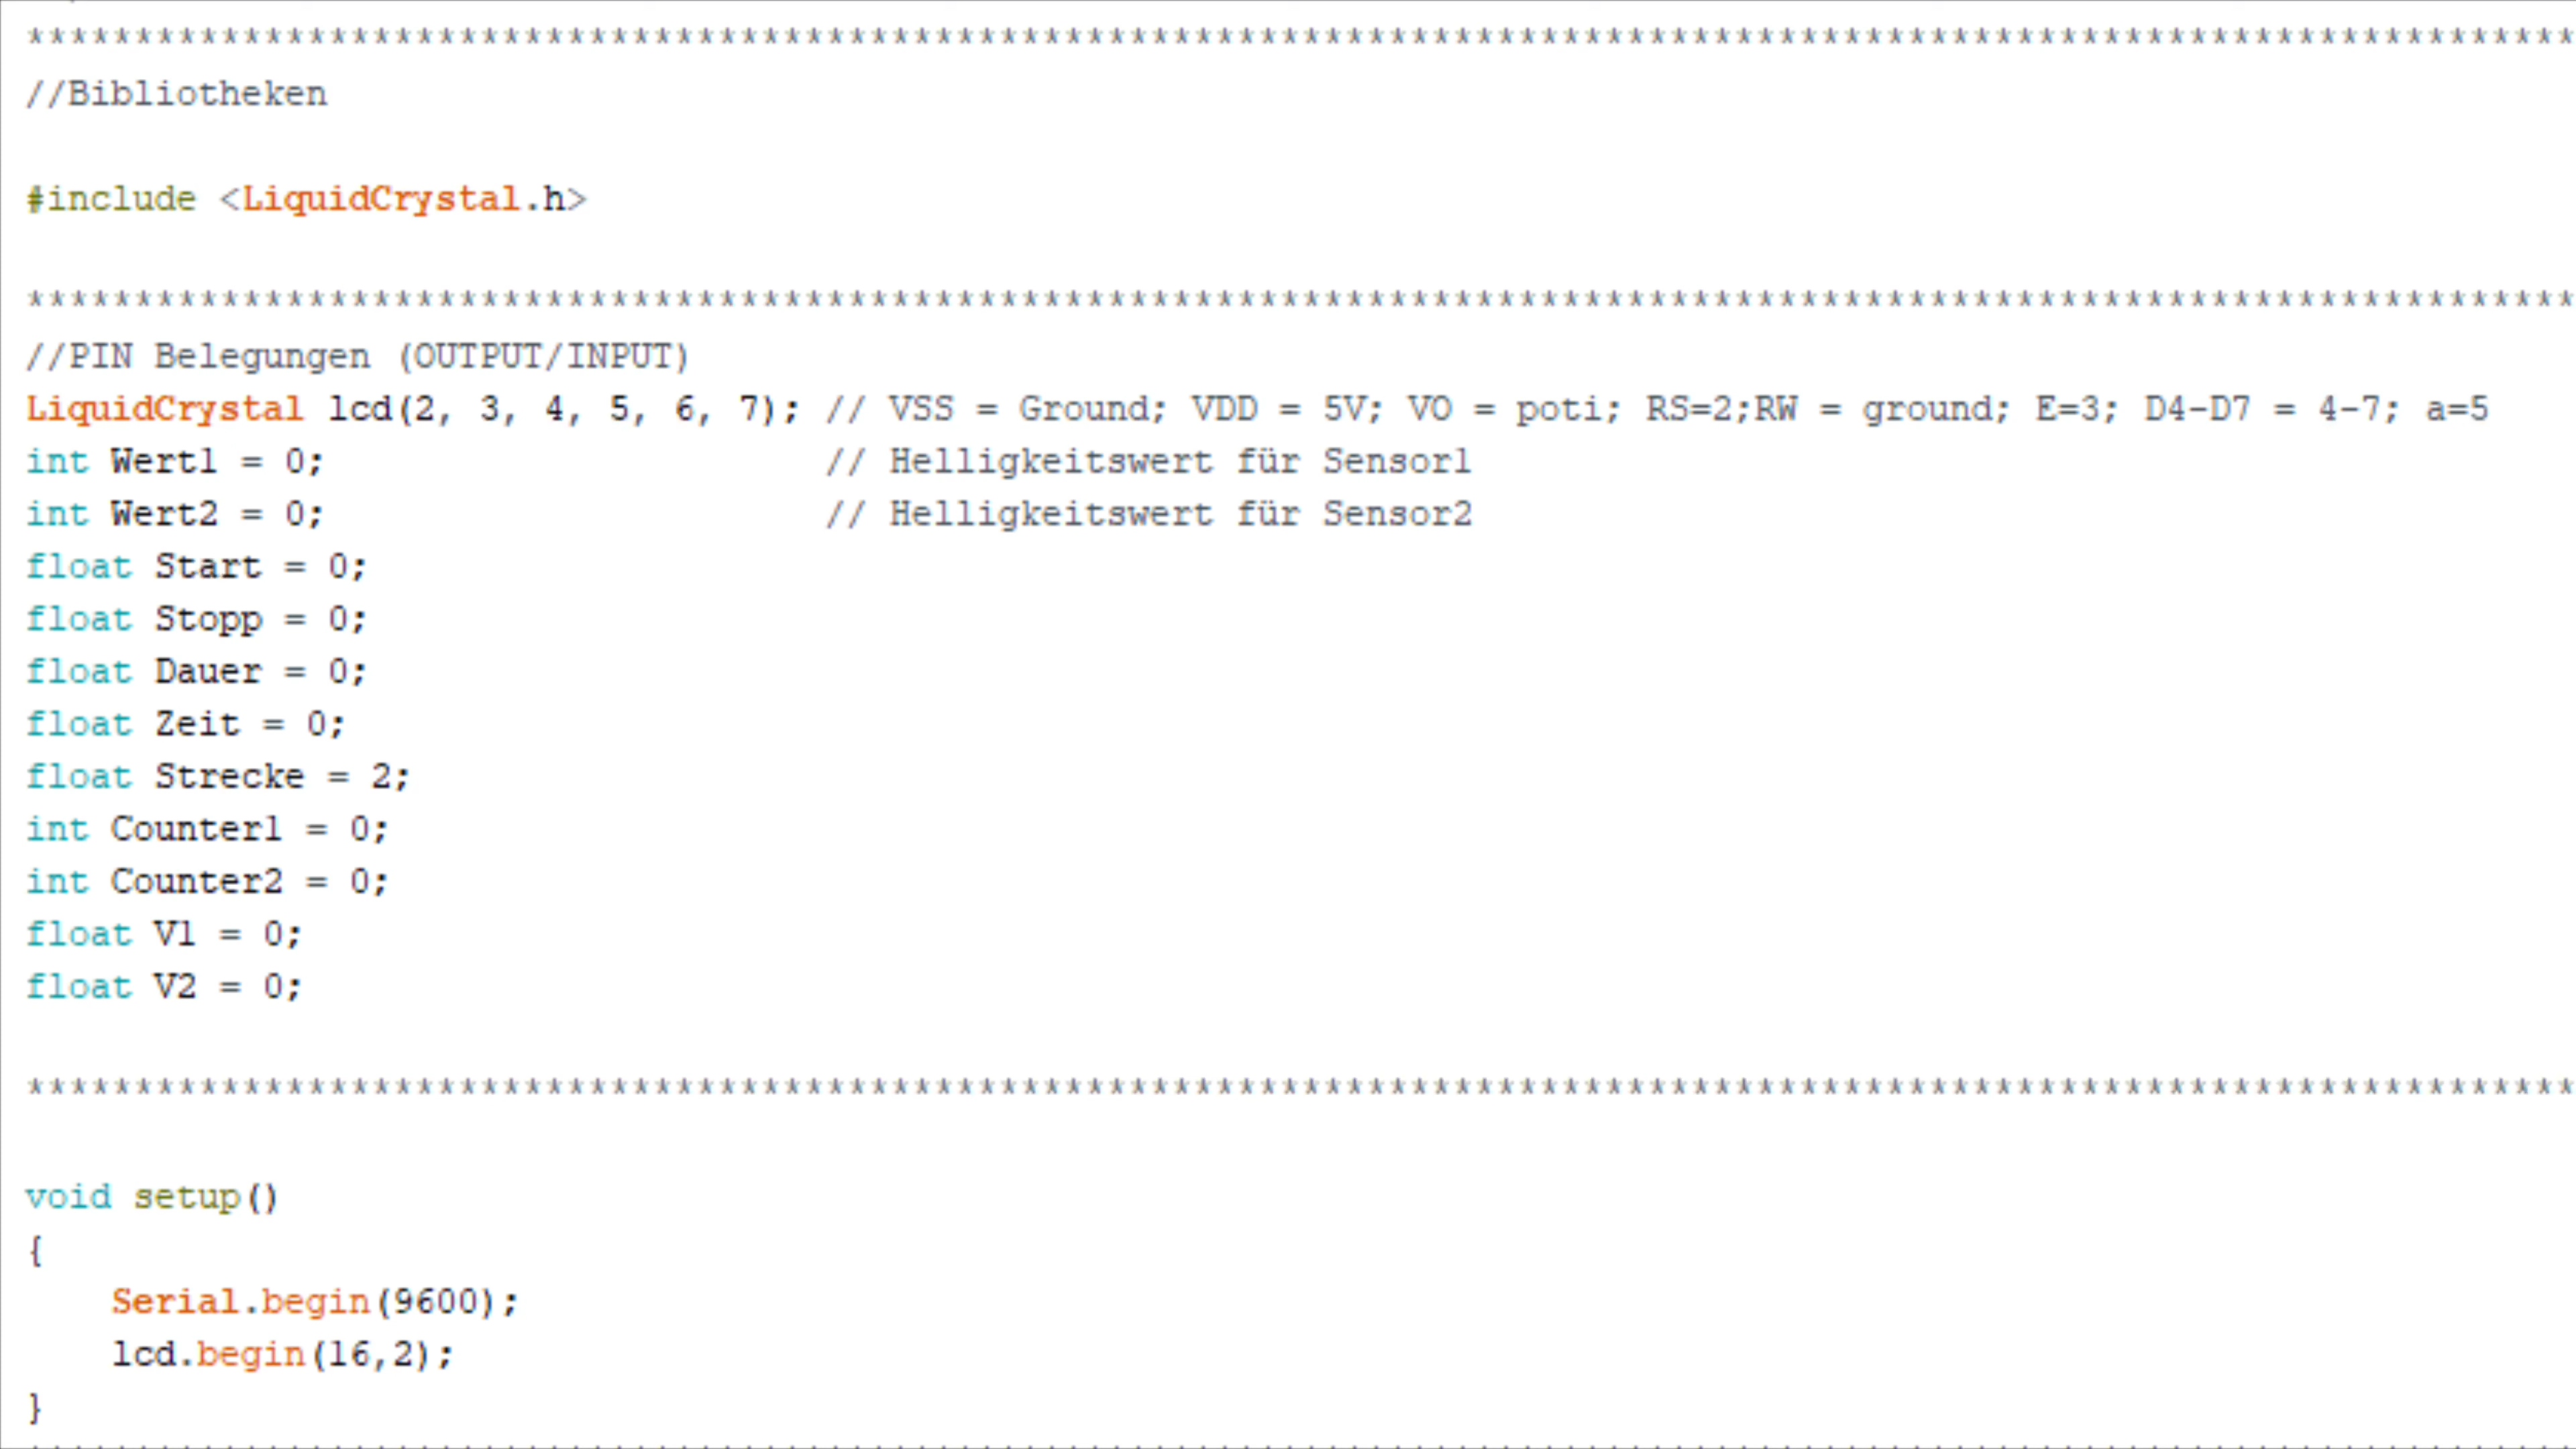 ************************************************************************************************************************
//Bibliotheken
#include <LiquidCrystal.h>
************************************************************************************************************************
//PIN Belegungen (OUTPUT/INPUT)
LiquidCrystal lcd(2, 3, 4, 5, 6, 7); // VSS = Ground; VDD = 5V; VO = poti; RS=2;RW = ground; E=3; D4-D7 = 4-7; a=5
int Wert1 = 0; // Helligkeitswert für Sensor1
int Wert2 = 0; // Helligkeitswert für Sensor2
float Start = 0;
float Stopp = 0;
float Dauer = 0;
float Zeit = 0;
float Strecke = 2;
int Counter1 = 0;
int Counter2 = 0;
float V1 = 0;
float V2 = 0;
************************************************************************************************************************
void setup()
{
Serial.begin(9600);
lcd.begin(16,2);
}